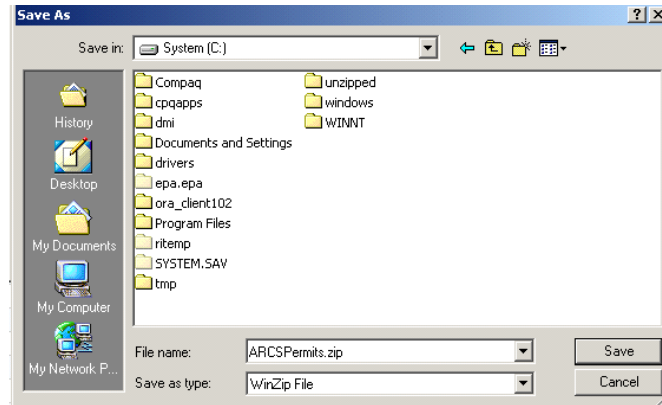 Save As
Save in:
System (C:)
History
Desktop
My Documents
My Computer
My Network P...
Compaq
cpqapps
dmi
Documents and Settings
drivers
epa.epa
ora_client102
Program Files
ritemp
SYSTEM.SAV
tmp
unzipped
windows
WINNT
File name:
ARCSPermits.zip
Save
Save as type:
WinZip File
Cancel